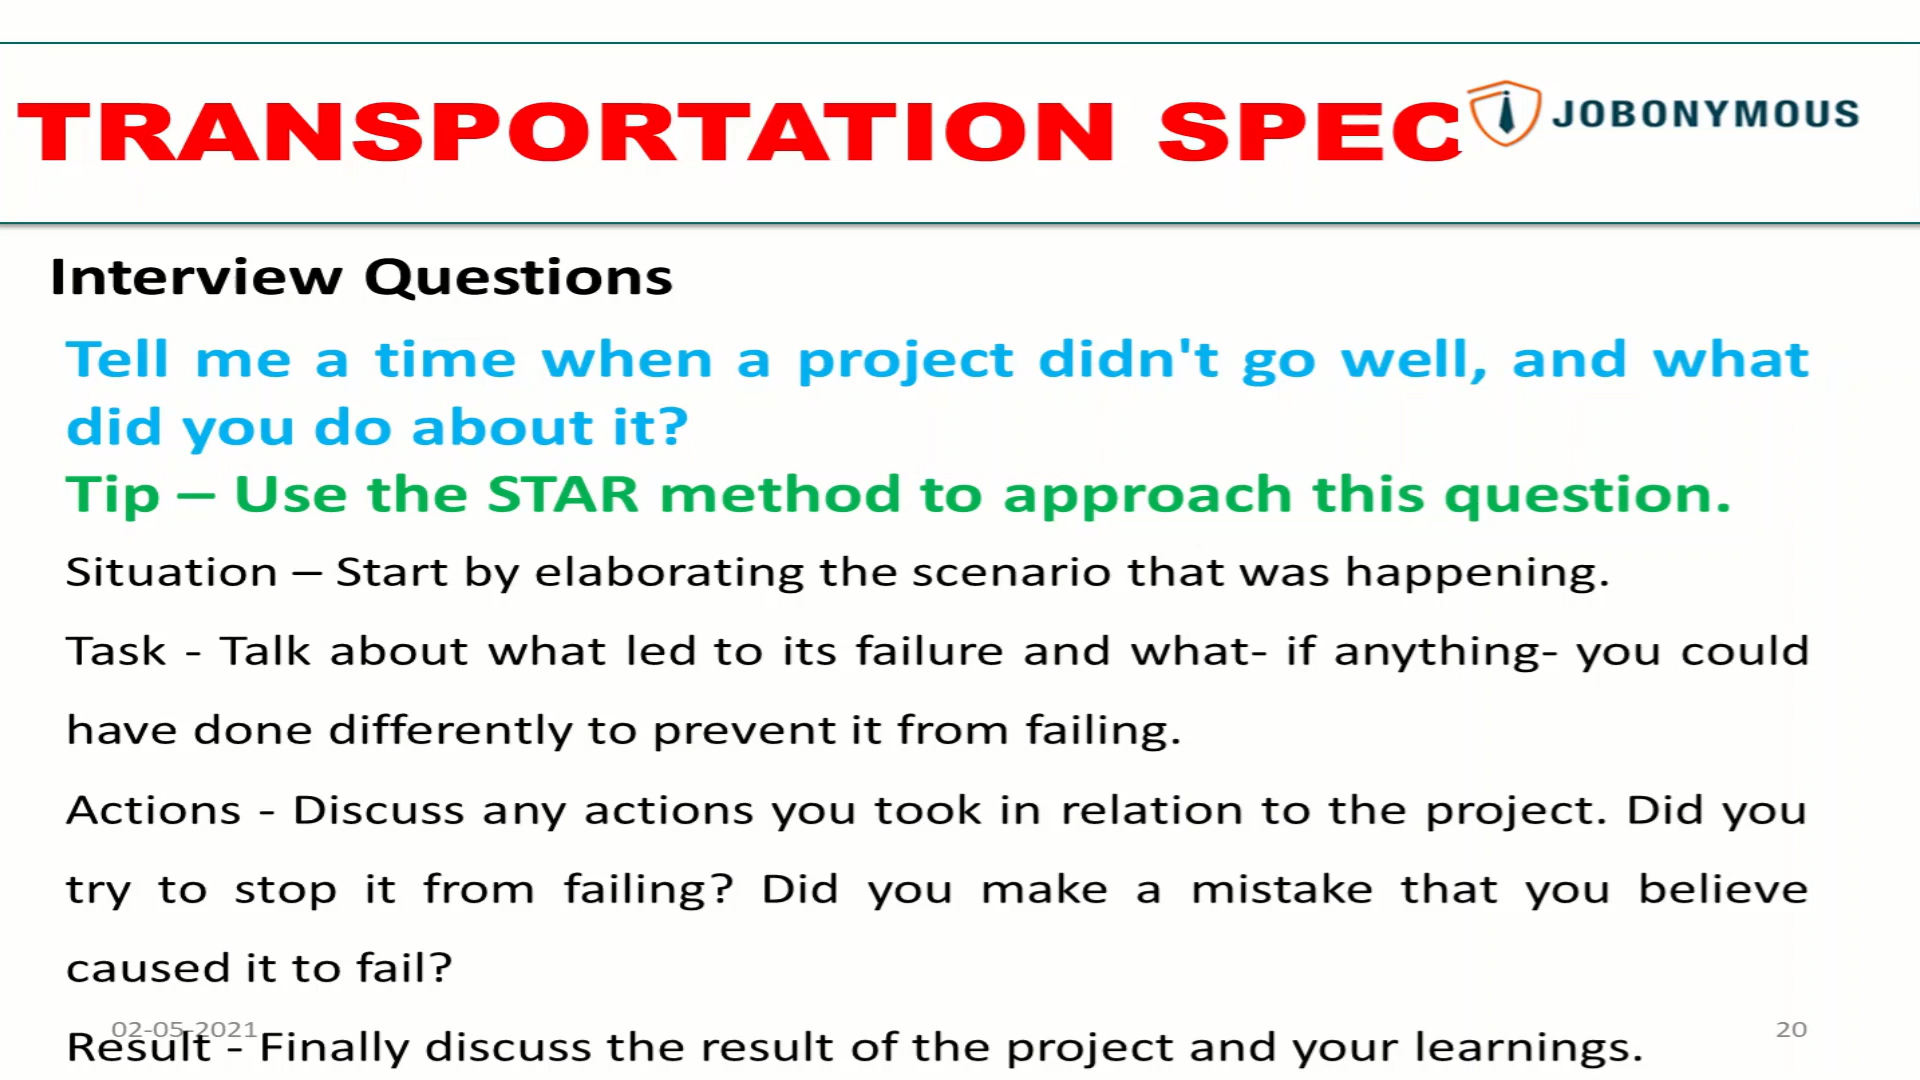 TRANSPORTATION SPEC
JOBONYMOUS
Interview Questions
Tell me a time when a project didn't go well, and what
did you do about it?
Tip – Use the STAR method to approach this question.
Situation – Start by elaborating the scenario that was happening.
Task - Talk about what led to its failure and what- if anything- you could
have done differently to prevent it from failing.
Actions - Discuss any actions you took in relation to the project. Did you
try to stop it from failing? Did you make a mistake that you believe
caused it to fail?
02-05-2021
20
Result - Finally discuss the result of the project and your learnings.